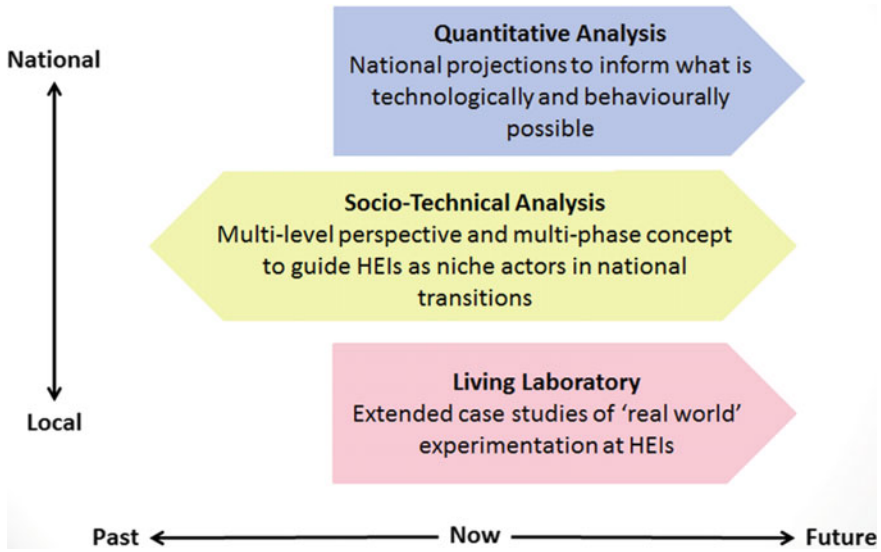 National
Quantitative Analysis
National projections to inform what is
technologically and behaviourally
possible
Socio-Technical Analysis
Multi-level perspective and multi-phase concept
to guide HEIs as niche actors in national
transitions
Living Laboratory
Extended case studies of ‘real world’
experimentation at HEIs
Local
Past
Now
Future